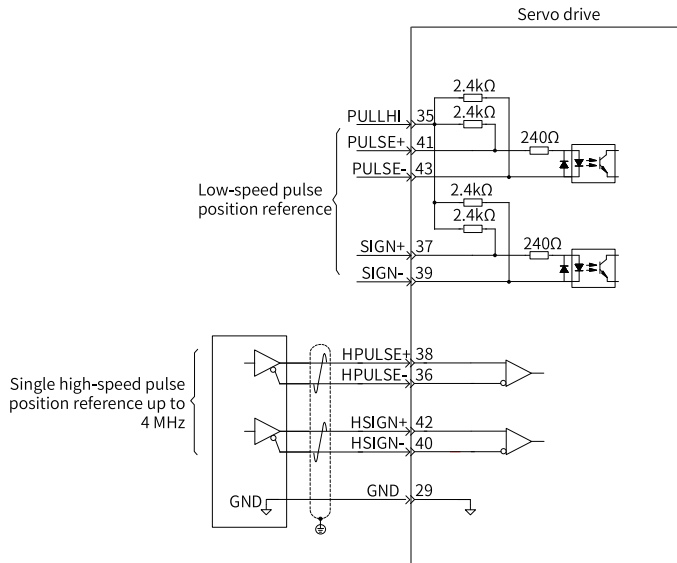 Servo drive
2.4kΩ
PULLHI 35 2.4kΩ
PULSE+ 41 240Ω
PULSE- 43
Low-speed pulse
position reference
2.4kΩ
2.4kΩ
SIGN+ 37 240Ω
SIGN- 39
Single high-speed pulse
position reference up to
4 MHz
HPULSE+ 38
HPULSE- 36
HSIGN+ 42
HSIGN- 40
GND GND 29